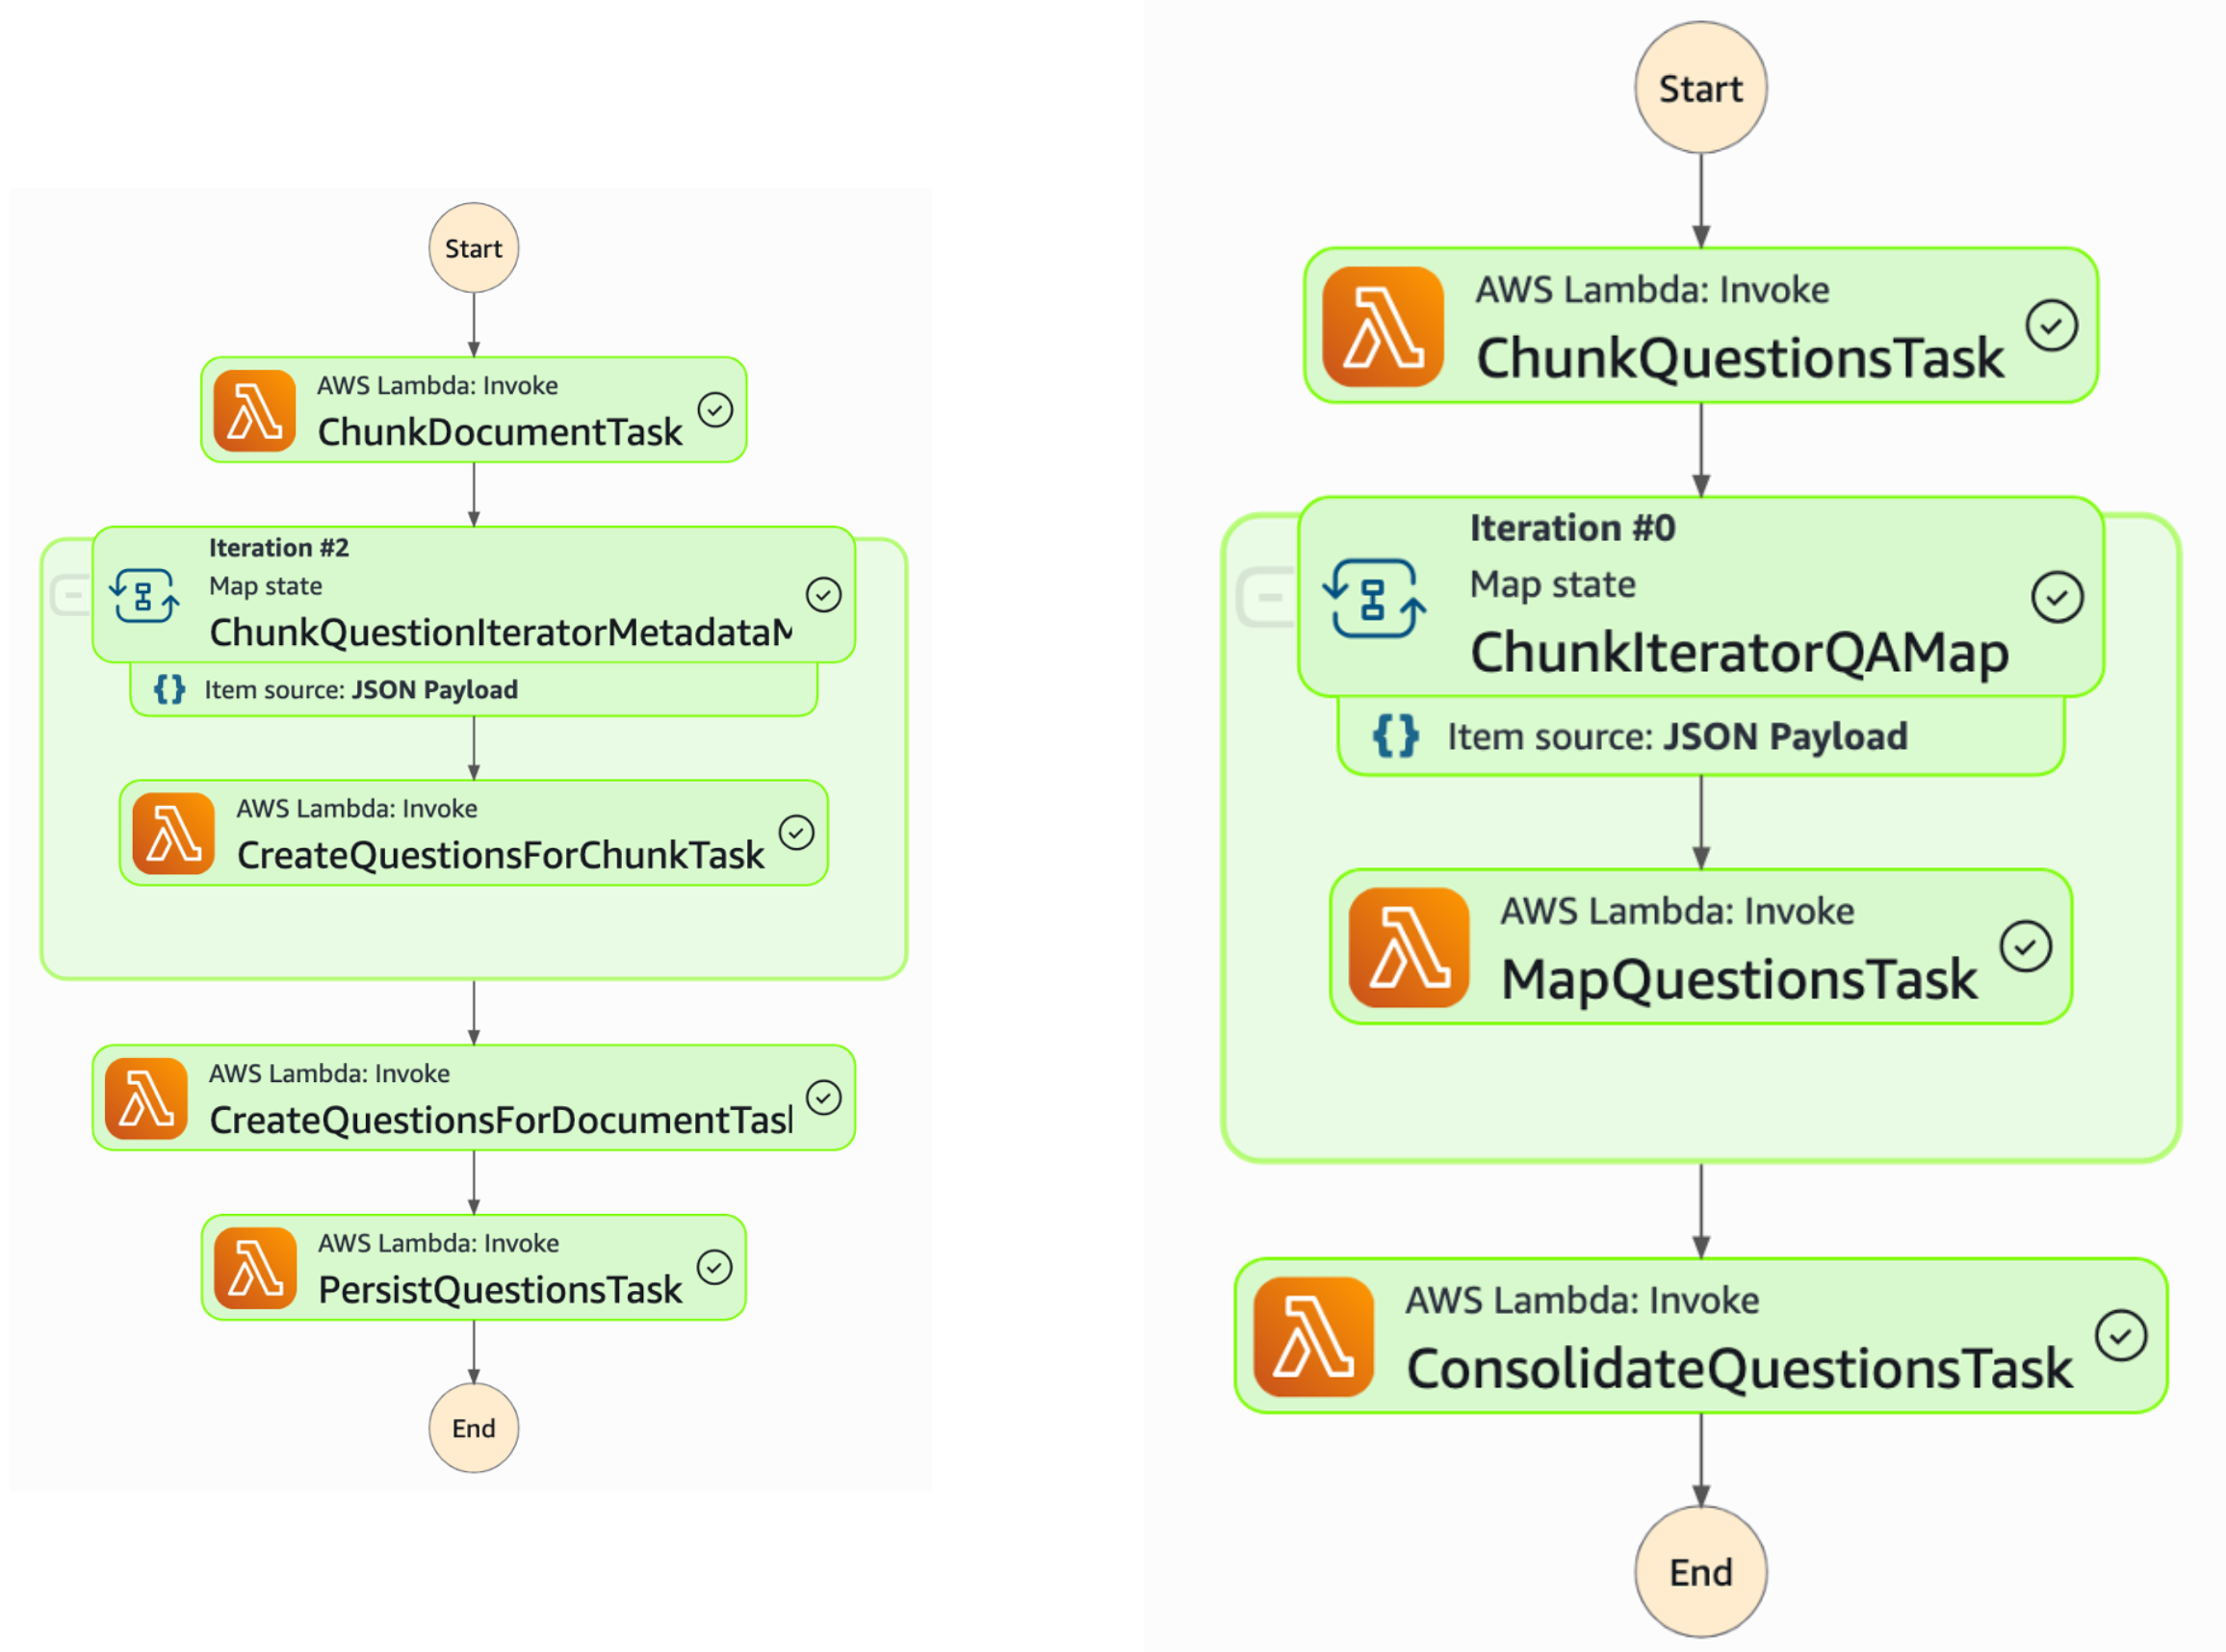 Start
AWS Lambda: Invoke
ChunkDocumentTask
Iteration #2
Map state
ChunkQuestionIteratorMetadataM
Item source: JSON Payload
AWS Lambda: Invoke
CreateQuestionsForChunkTask
AWS Lambda: Invoke
CreateQuestionsForDocumentTas
AWS Lambda: Invoke
PersistQuestionsTask
End
Start
AWS Lambda: Invoke
ChunkQuestionsTask
Iteration #0
Map state
ChunkIteratorQAMap
Item source: JSON Payload
AWS Lambda: Invoke
MapQuestionsTask
AWS Lambda: Invoke
ConsolidateQuestionsTask
End